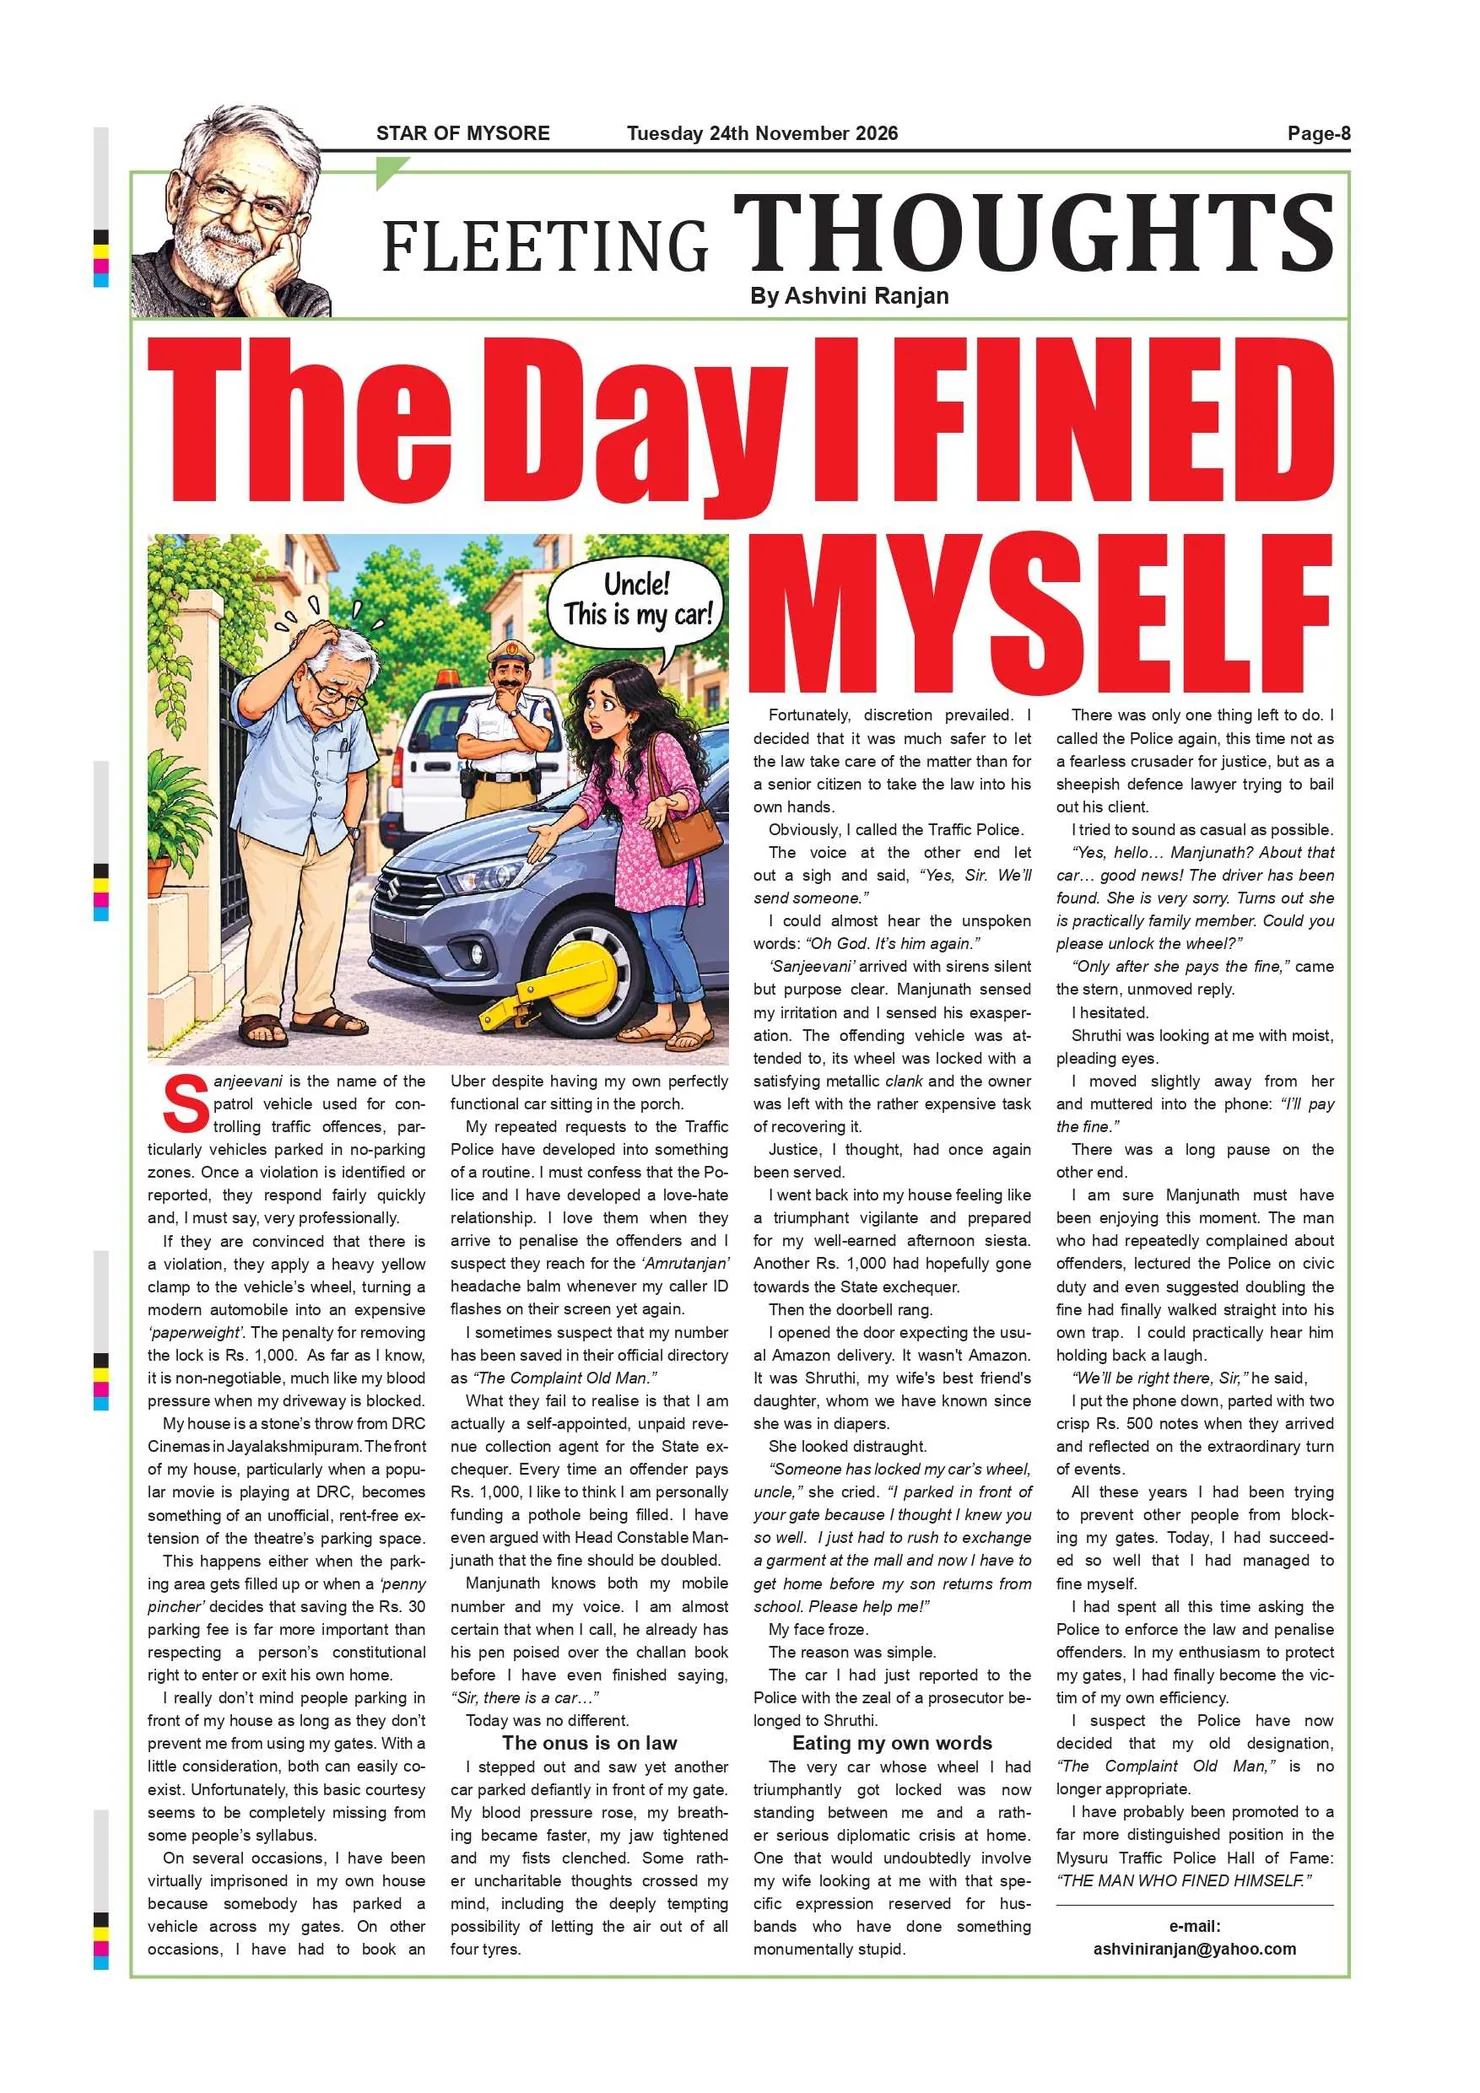 STAR OF MYSORE Tuesday 24th November 2026 Page-8
FLEETING THOUGHTS
By Ashvini Ranjan
The Day I FINED
MYSELF
Uncle!
This is my car!
Sanjeevani is the name of the
patrol vehicle used for con-
trolling traffic offences, par-
ticularly vehicles parked in no-parking
zones. Once a violation is identified or
reported, they respond fairly quickly
and, I must say, very professionally.
If they are convinced that there is
a violation, they apply a heavy yellow
clamp to the vehicle’s wheel, turning a
modern automobile into an expensive
‘paperweight’. The penalty for removing
the lock is Rs. 1,000. As far as I know,
it is non-negotiable, much like my blood
pressure when my driveway is blocked.
My house is a stone’s throw from DRC
Cinemas in Jayalakshmipuram. The front
of my house, particularly when a popu-
lar movie is playing at DRC, becomes
something of an unofficial, rent-free ex-
tension of the theatre’s parking space.
This happens either when the park-
ing area gets filled up or when a ‘penny
pincher’ decides that saving the Rs. 30
parking fee is far more important than
respecting a person’s constitutional
right to enter or exit his own home.
I really don’t mind people parking in
front of my house as long as they don’t
prevent me from using my gates. With a
little consideration, both can easily co-
exist. Unfortunately, this basic courtesy
seems to be completely missing from
some people’s syllabus.
On several occasions, I have been
virtually imprisoned in my own house
because somebody has parked a
vehicle across my gates. On other
occasions, I have had to book an
Uber despite having my own perfectly
functional car sitting in the porch.
My repeated requests to the Traffic
Police have developed into something
of a routine. I must confess that the Po-
lice and I have developed a love-hate
relationship. I love them when they
arrive to penalise the offenders and I
suspect they reach for the ‘Amrutanjan’
headache balm whenever my caller ID
flashes on their screen yet again.
I sometimes suspect that my number
has been saved in their official directory
as “The Complaint Old Man.”
What they fail to realise is that I am
actually a self-appointed, unpaid reve-
nue collection agent for the State ex-
chequer. Every time an offender pays
Rs. 1,000, I like to think I am personally
funding a pothole being filled. I have
even argued with Head Constable Man-
junath that the fine should be doubled.
Manjunath knows both my mobile
number and my voice. I am almost
certain that when I call, he already has
his pen poised over the challan book
before I have even finished saying,
“Sir, there is a car…”
Today was no different.
The onus is on law
I stepped out and saw yet another
car parked defiantly in front of my gate.
My blood pressure rose, my breath-
ing became faster, my jaw tightened
and my fists clenched. Some rath-
er uncharitable thoughts crossed my
mind, including the deeply tempting
possibility of letting the air out of all
four tyres.
Fortunately, discretion prevailed. I
decided that it was much safer to let
the law take care of the matter than for
a senior citizen to take the law into his
own hands.
Obviously, I called the Traffic Police.
The voice at the other end let
out a sigh and said, “Yes, Sir. We’ll
send someone.”
I could almost hear the unspoken
words: “Oh God. It’s him again.”
‘Sanjeevani’ arrived with sirens silent
but purpose clear. Manjunath sensed
my irritation and I sensed his exasper-
ation. The offending vehicle was at-
tended to, its wheel was locked with a
satisfying metallic clank and the owner
was left with the rather expensive task
of recovering it.
Justice, I thought, had once again
been served.
I went back into my house feeling like
a triumphant vigilante and prepared
for my well-earned afternoon siesta.
Another Rs. 1,000 had hopefully gone
towards the State exchequer.
Then the doorbell rang.
I opened the door expecting the usu-
al Amazon delivery. It wasn't Amazon.
It was Shruthi, my wife's best friend's
daughter, whom we have known since
she was in diapers.
She looked distraught.
“Someone has locked my car’s wheel,
uncle,” she cried. “I parked in front of
your gate because I thought I knew you
so well. I just had to rush to exchange
a garment at the mall and now I have to
get home before my son returns from
school. Please help me!”
My face froze.
The reason was simple.
The car I had just reported to the
Police with the zeal of a prosecutor be-
longed to Shruthi.
Eating my own words
The very car whose wheel I had
triumphantly got locked was now
standing between me and a rath-
er serious diplomatic crisis at home.
One that would undoubtedly involve
my wife looking at me with that spe-
cific expression reserved for hus-
bands who have done something
monumentally stupid.
There was only one thing left to do. I
called the Police again, this time not as
a fearless crusader for justice, but as a
sheepish defence lawyer trying to bail
out his client.
I tried to sound as casual as possible.
“Yes, hello… Manjunath? About that
car… good news! The driver has been
found. She is very sorry. Turns out she
is practically family member. Could you
please unlock the wheel?”
“Only after she pays the fine,” came
the stern, unmoved reply.
I hesitated.
Shruthi was looking at me with moist,
pleading eyes.
I moved slightly away from her
and muttered into the phone: “I’ll pay
the fine.”
There was a long pause on the
other end.
I am sure Manjunath must have
been enjoying this moment. The man
who had repeatedly complained about
offenders, lectured the Police on civic
duty and even suggested doubling the
fine had finally walked straight into his
own trap. I could practically hear him
holding back a laugh.
“We’ll be right there, Sir,” he said,
I put the phone down, parted with two
crisp Rs. 500 notes when they arrived
and reflected on the extraordinary turn
of events.
All these years I had been trying
to prevent other people from block-
ing my gates. Today, I had succeed-
ed so well that I had managed to
fine myself.
I had spent all this time asking the
Police to enforce the law and penalise
offenders. In my enthusiasm to protect
my gates, I had finally become the vic-
tim of my own efficiency.
I suspect the Police have now
decided that my old designation,
“The Complaint Old Man,” is no
longer appropriate.
I have probably been promoted to a
far more distinguished position in the
Mysuru Traffic Police Hall of Fame:
“THE MAN WHO FINED HIMSELF.”
e-mail:
ashviniranjan@yahoo.com